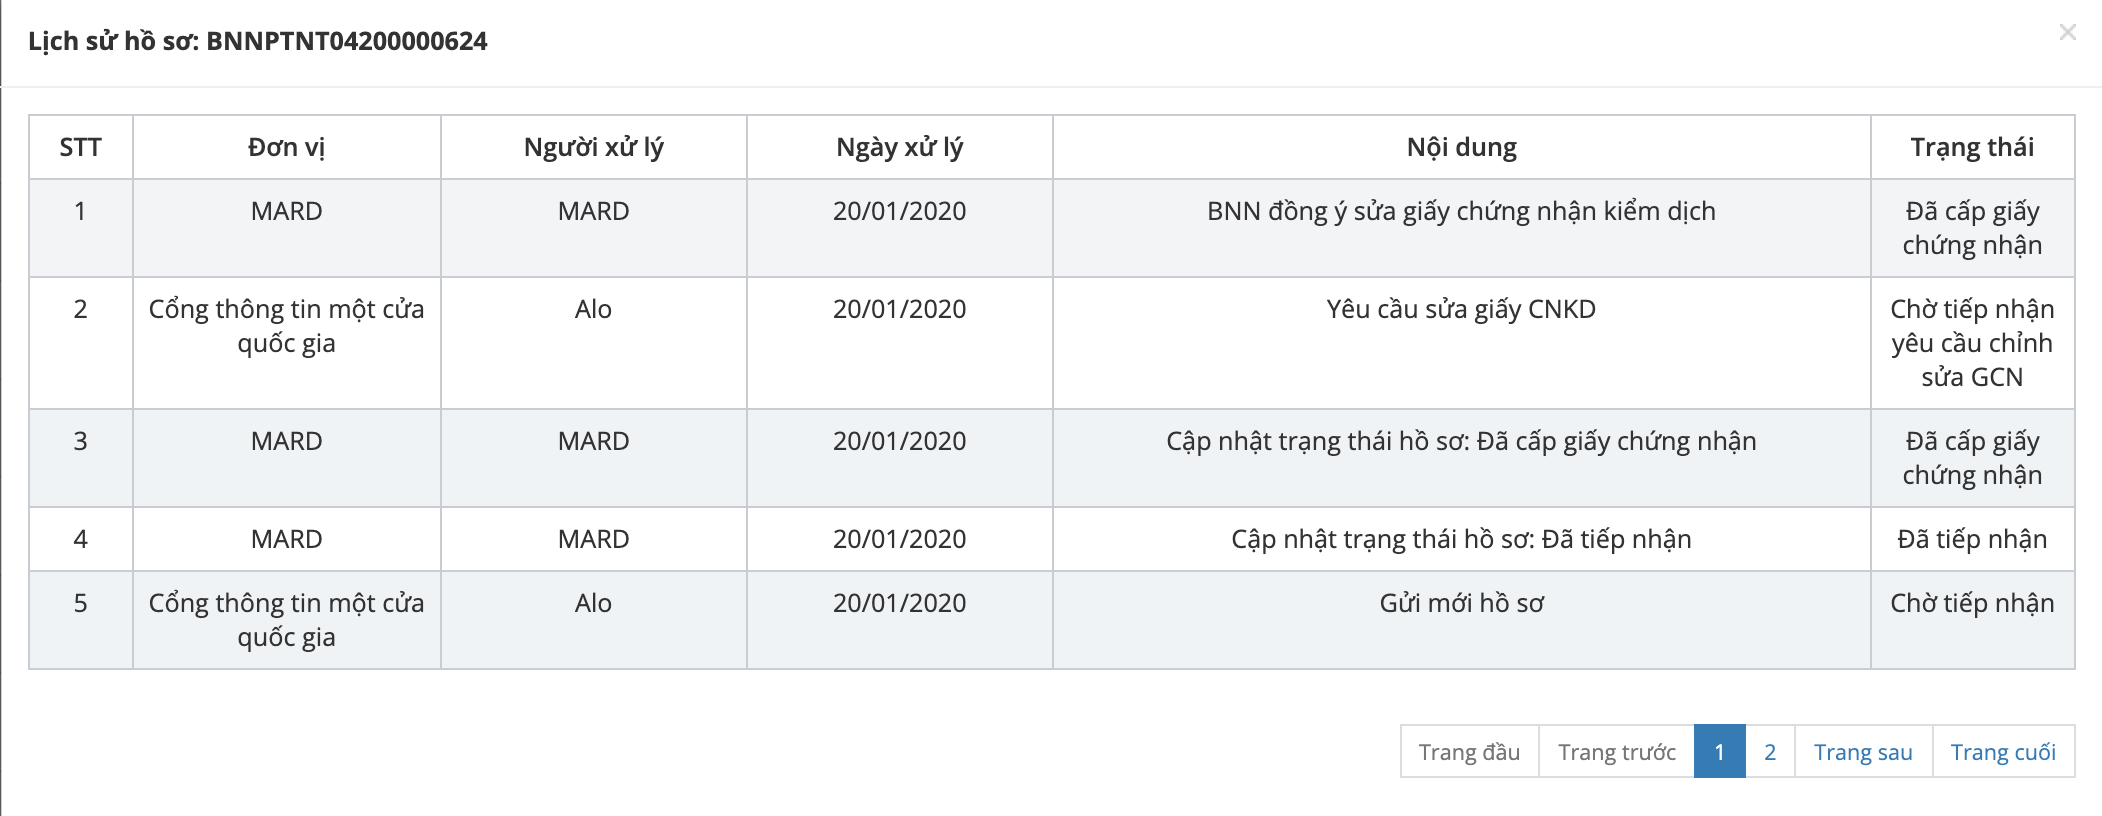 Lịch sử hồ sơ: BNNPTNT04200000624
×
STT Đơn vị Người xử lý Ngày xử lý Nội dung Trạng thái
1 MARD MARD 20/01/2020 BNN đồng ý sửa giấy chứng nhận kiểm dịch Đã cấp giấy
chứng nhận
2 Cổng thông tin một cửa Alo 20/01/2020 Yêu cầu sửa giấy CNKD Chờ tiếp nhận
quốc gia yêu cầu chỉnh
sửa GCN
3 MARD MARD 20/01/2020 Cập nhật trạng thái hồ sơ: Đã cấp giấy chứng nhận Đã cấp giấy
chứng nhận
4 MARD MARD 20/01/2020 Cập nhật trạng thái hồ sơ: Đã tiếp nhận Đã tiếp nhận
5 Cổng thông tin một cửa Alo 20/01/2020 Gửi mới hồ sơ Chờ tiếp nhận
quốc gia
Trang đầu Trang trước 1 2 Trang sau Trang cuối